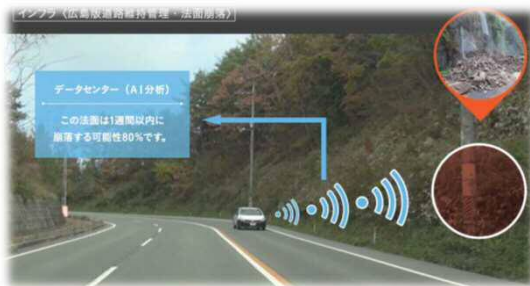 インフラ（広島版道路維持管理・法面崩落）
データセンター（AI分析）
この法面は1週間以内に
崩落する可能性80％です。